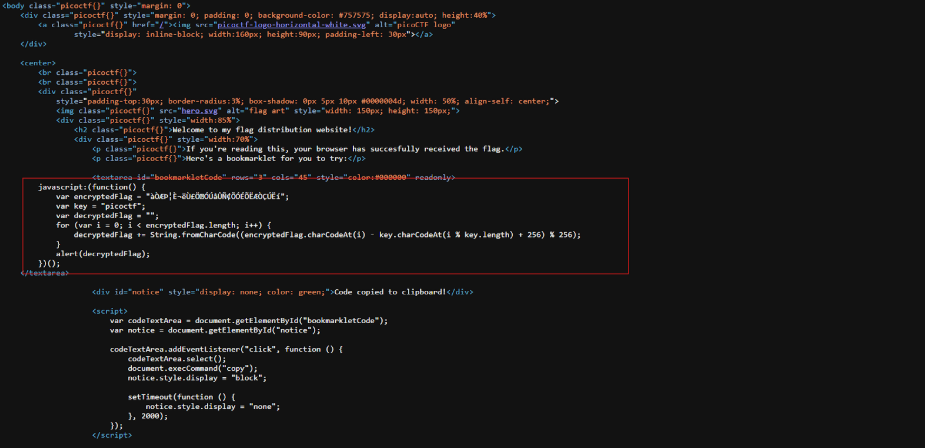 <body class="picoctf{}" style="margin: 0">
<div class="picoctf{}" style="margin: 0; padding: 0; background-color: #757575; display:auto; height:40%">
<a class="picoctf{}" href="/"><img src="picoctf-logo-horizontal-white.svg" alt="picoCTF logo"
style="display: inline-block; width:160px; height:90px; padding-left: 30px"></a>
</div>
<center>
<br class="picoctf{}">
<br class="picoctf{}">
<div class="picoctf{}"
style="padding-top:30px; border-radius:3%; box-shadow: 0px 5px 10px #0000004d; width: 50%; align-self: center;">
<img class="picoctf{}" src="hero.svg" alt="flag art" style="width: 150px; height: 150px;">
<div class="picoctf{}" style="width:85%">
<h2 class="picoctf{}">Welcome to my flag distribution website!</h2>
<div class="picoctf{}" style="width:70%">
<p class="picoctf{}">If you're reading this, your browser has succesfully received the flag.</p>
<p class="picoctf{}">Here's a bookmarklet for you to try:</p>
<textarea id="bookmarkletCode" rows="3" cols="45" style="color:#000000" readonly>
javascript:(function() {
var encryptedFlag =
var key = "picoctf";
var decryptedFlag = "";
for (var i = 0; i < encryptedFlag.length; i++) {
decryptedFlag += String.fromCharCode((encryptedFlag.charCodeAt(i) - key.charCodeAt(i % key.length) + 256) % 256);
}
alert(decryptedFlag);
})();
</textarea>
<div id="notice" style="display: none; color: green;">Code copied to clipboard!</div>
<script>
var codeTextArea = document.getElementById("bookmarkletCode");
var notice = document.getElementById("notice");
codeTextArea.addEventListener("click", function () {
codeTextArea.select();
document.execCommand("copy");
notice.style.display = "block";
setTimeout(function () {
notice.style.display = "none";
}, 2000);
});
</script>